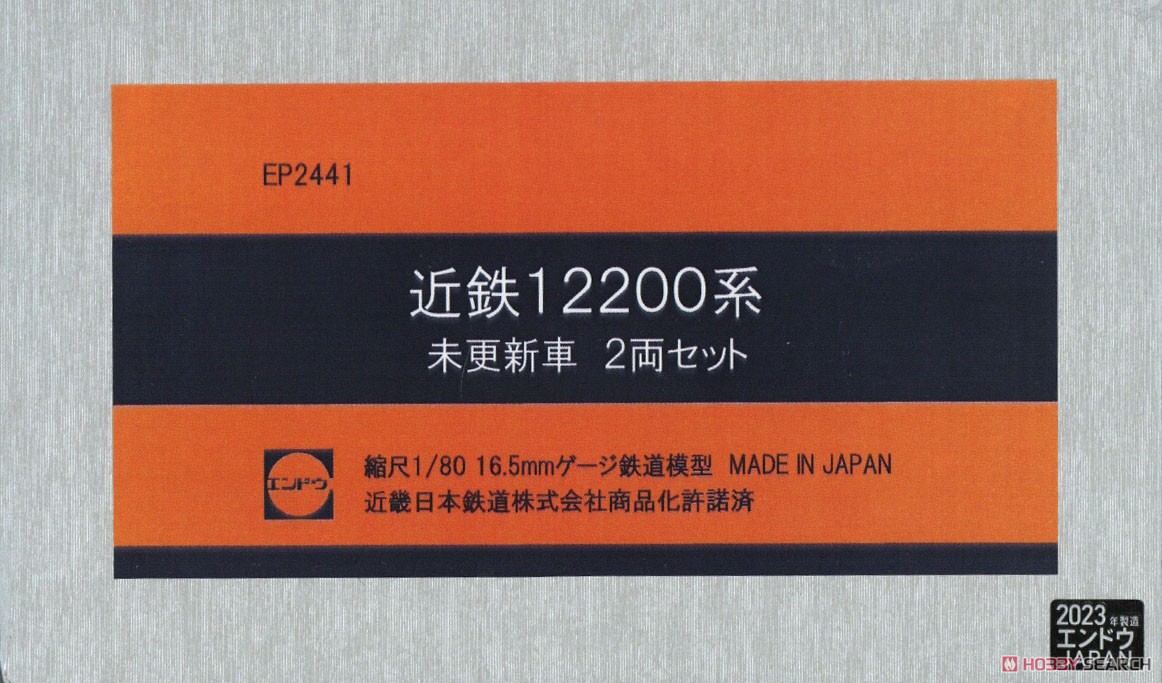 EP2441
近鉄12200系
未更新車 2両セット
エンドウ
縮尺1/80 16.5mmゲージ鉄道模型 MADE IN JAPAN
近畿日本鉄道株式会社商品化許諾済
2023年製造
エンドウ
JAPAN
HOBBY SEARCH